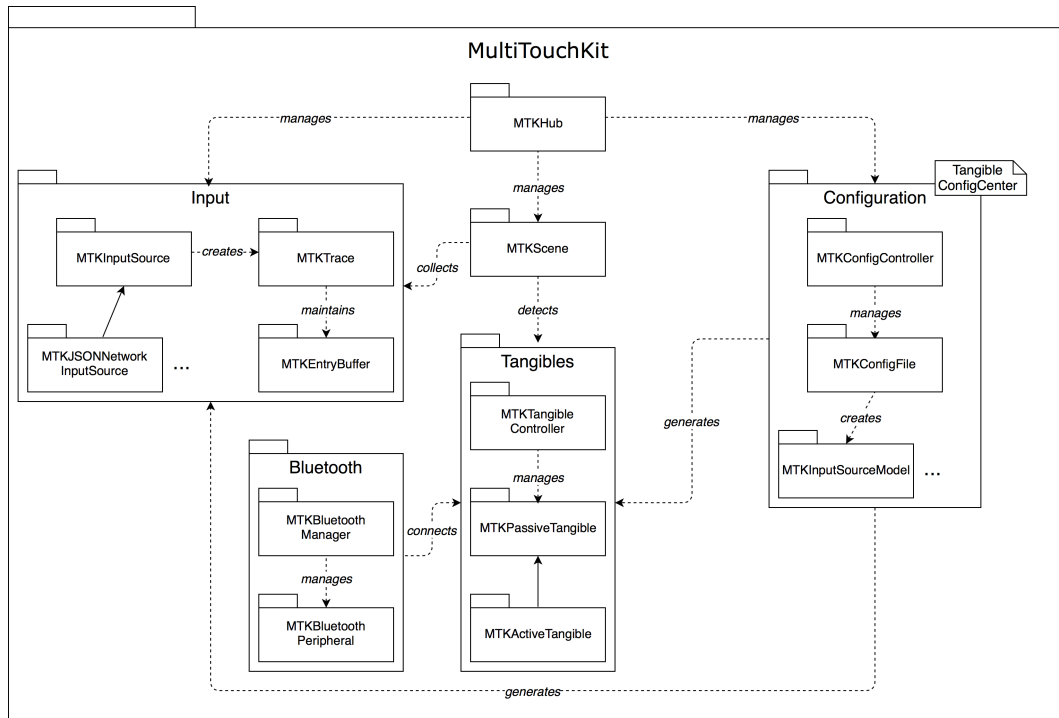 MultiTouchKit
MTKHub
manages
manages
manages
Tangible
ConfigCenter
Input
Configuration
MTKInputSource
creates
MTKTrace
collects
MTKScene
MTKConfigController
maintains
detects
manages
MTKJSONNetwork
InputSource
...
MTKEntryBuffer
Tangibles
MTKConfigFile
MTKTangible
Controller
generates
creates
Bluetooth
manages
MTKInputSourceModel
...
MTKBluetooth
Manager
connects
MTKPassiveTangible
manages
MTKBluetooth
Peripheral
MTKActiveTangible
generates